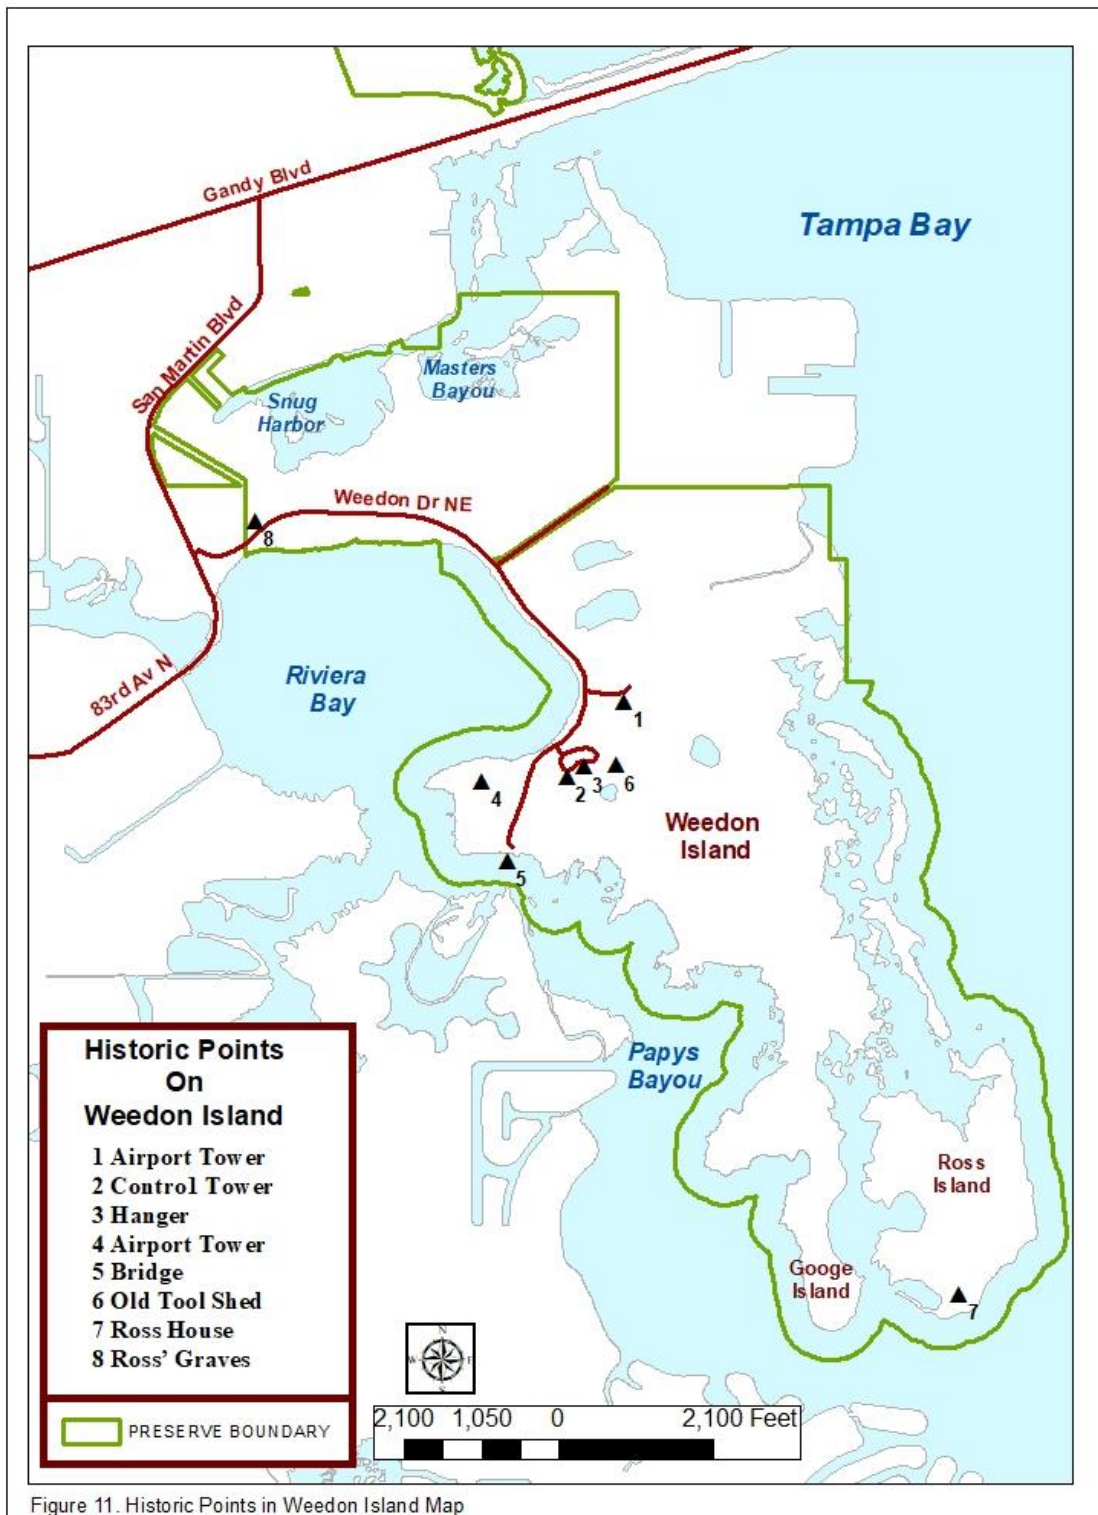 Gandy Blvd
Tampa Bay
San Martin Blvd
Masters
Bayou
Snug
Harbor
Weedon Dr NE
8
83rd Av N
Riviera
Bay
1
2
3
6
4
5
Weedon
Island
Papys
Bayou
Ross
Island
Googe
Island
7
Historic Points
On
Weedon Island
1 Airport Tower
2 Control Tower
3 Hanger
4 Airport Tower
5 Bridge
6 Old Tool Shed
7 Ross House
8 Ross’ Graves
PRESERVE BOUNDARY
N
W E
S
2,100 1,050 0 2,100 Feet
Figure 11. Historic Points in Weedon Island Map